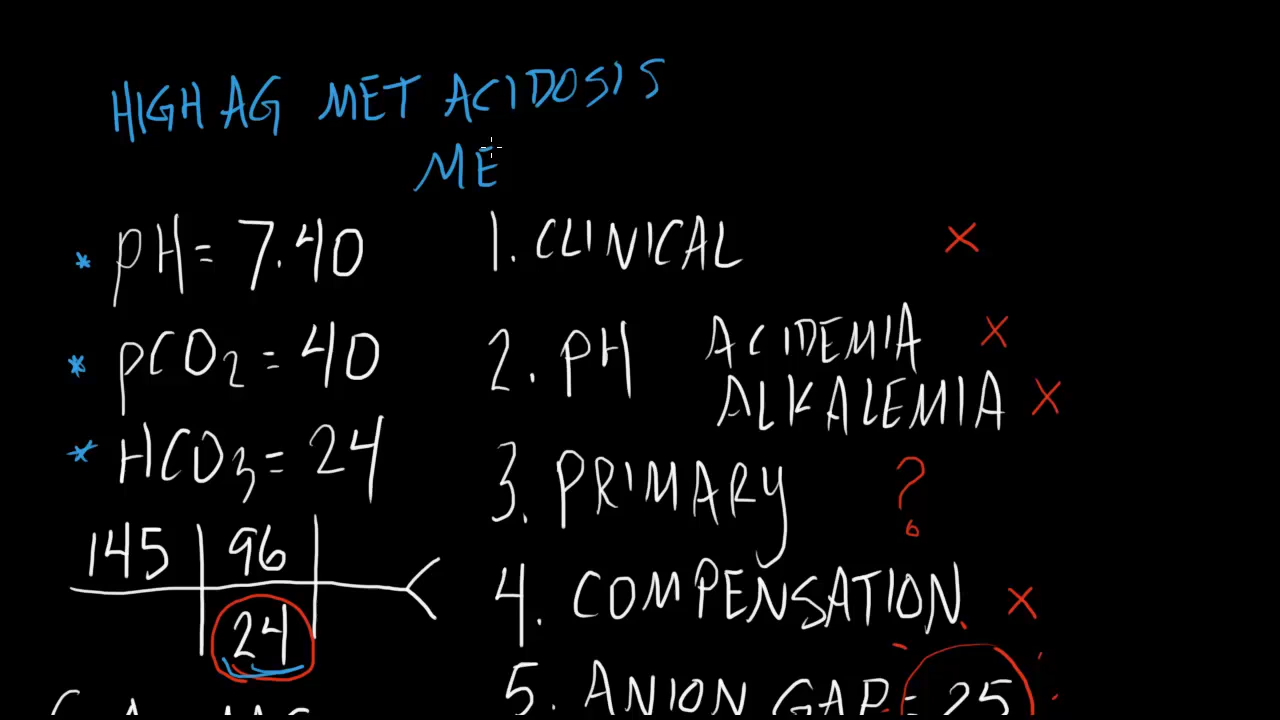 HIGH AG MET ACIDOSIS
ME
* pH = 7.40
* pCO2 = 40
* HCO3 = 24
145 96
24
1. CLINICAL ×
2. PH ACIDEMIA ×
ALKALEMIA ×
3. PRIMARY ?
4. COMPENSATION ×
5. ANION GAP = 25